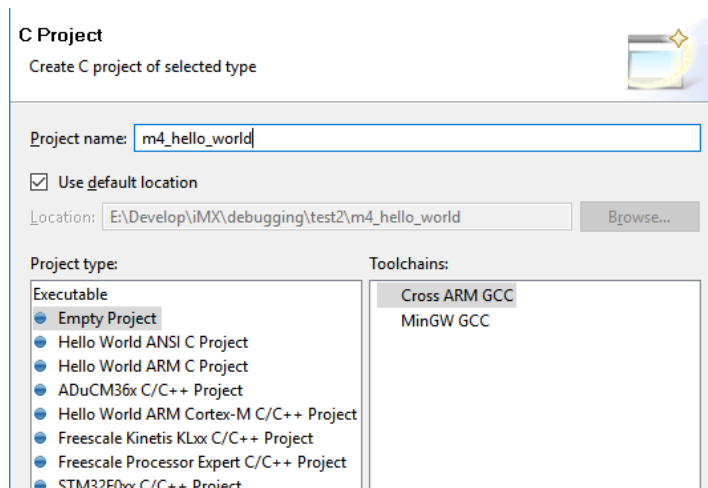 C Project
Create C project of selected type
Project name: m4_hello_world
Use default location
Location: E:\Develop\iMX\debugging\test2\m4_hello_world Browse...
Project type: Toolchains:
Executable Cross ARM GCC
Empty Project MinGW GCC
Hello World ANSI C Project
Hello World ARM C Project
ADuCM36x C/C++ Project
Hello World ARM Cortex-M C/C++ Project
Freescale Kinetis KLxx C/C++ Project
Freescale Processor Expert C/C++ Project
STM32F0xx C/C++ Project